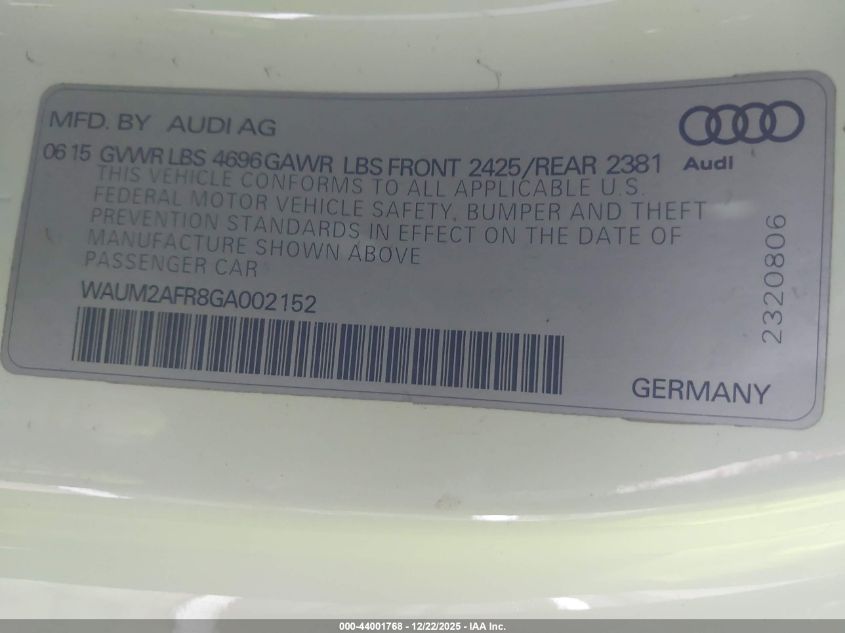 MFD. BY AUDI AG
Audi
06 15 GVWR LBS 4696 GAWR LBS FRONT 2425/REAR 2381
THIS VEHICLE CONFORMS TO ALL APPLICABLE U.S.
FEDERAL MOTOR VEHICLE SAFETY, BUMPER AND THEFT
PREVENTION STANDARDS IN EFFECT ON THE DATE OF
MANUFACTURE SHOWN ABOVE
PASSENGER CAR
WAUM2AFR8GA002152
2320806
GERMANY
000-44001768 - 12/22/2025 - IAA Inc.